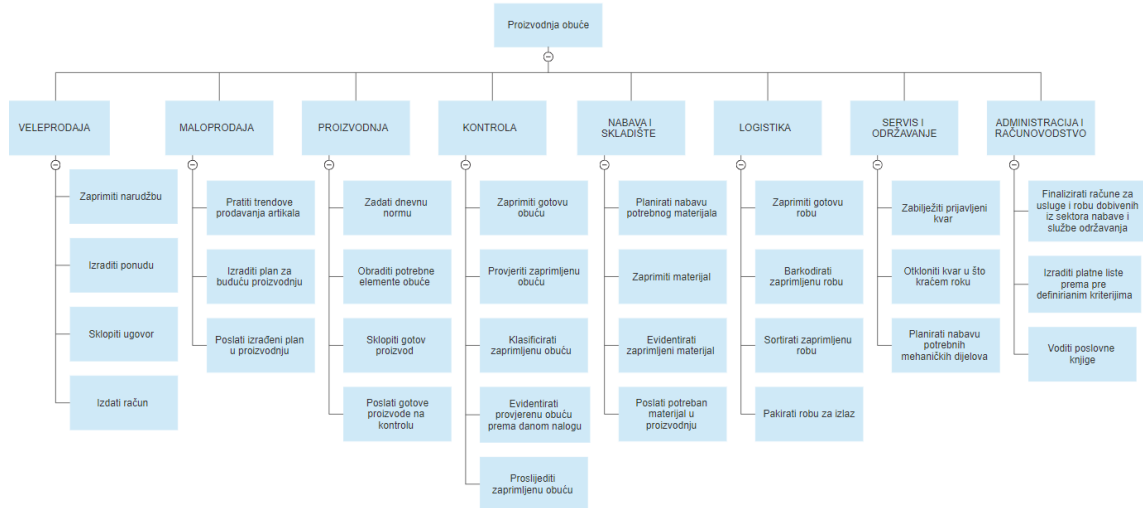 Proizvodnja obuće
VELEPRODAJA
Zaprimiti narudžbu
Izraditi ponudu
Sklopiti ugovor
Izdati račun
MALOPRODAJA
Pratiti trendove
prodavanja artikala
Izraditi plan za
buduću proizvodnju
Poslati izrađeni plan
u proizvodnju
PROIZVODNJA
Zadati dnevnu
normu
Obraditi potrebne
elemente obuće
Sklopiti gotov
proizvod
Poslati gotove
proizvode na
kontrolu
KONTROLA
Zaprimiti gotovu
obuću
Provjeriti zaprimljenu
obuću
Klasificirati
zaprimljenu obuću
Evidentirati
provjerenu obuću
prema danom nalogu
Proslijediti
zaprimljenu obuću
NABAVA I
SKLADIŠTE
Planirati nabavu
potrebnog materijala
Zaprimiti materijal
Evidentirati
zaprimljeni materijal
Poslati potreban
materijal u
proizvodnju
LOGISTIKA
Zaprimiti gotovu
robu
Barkodirati
zaprimljenu robu
Sortirati zaprimljenu
robu
Pakirati robu za izlaz
SERVIS I
ODRŽAVANJE
Zabilježiti prijavljeni
kvar
Otkloniti kvar u što
kraćem roku
Planirati nabavu
potrebnih
mehaničkih dijelova
ADMINISTRACIJA I
RAČUNOVODSTVO
Finalizirati račune za
usluge i robu dobivenih
iz sektora nabave i
službe održavanja
Izraditi platne liste
prema pre
definirianim kriterijima
Voditi poslovne
knjige